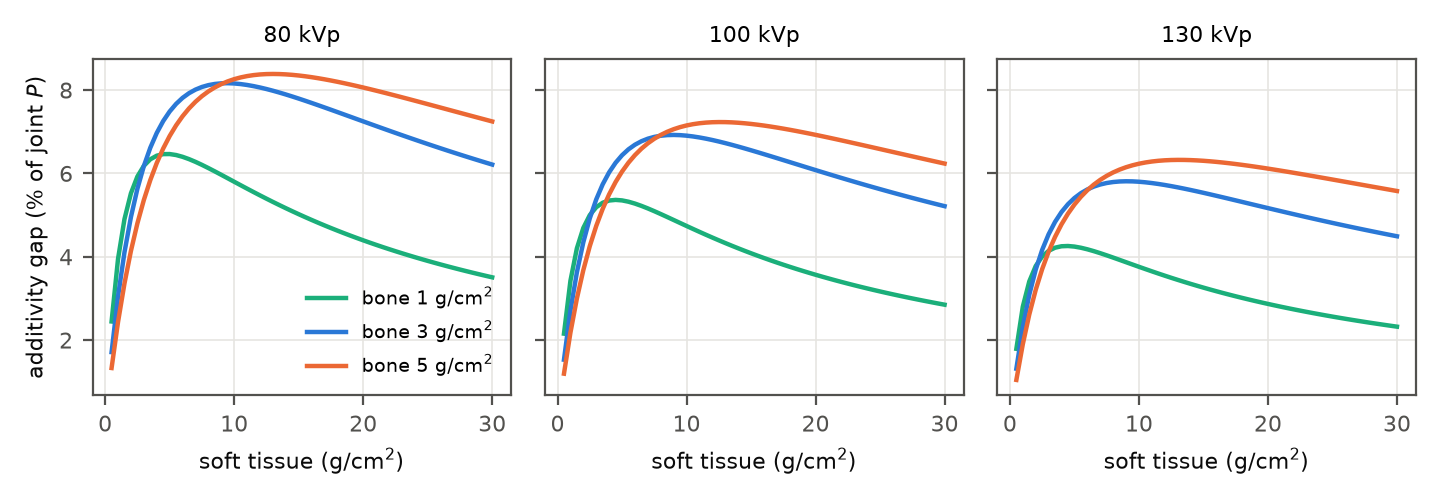 80 kVp
100 kVp
130 kVp
additivity gap (% of joint P)
8
6
4
2
bone 1 g/cm²
bone 3 g/cm²
bone 5 g/cm²
0 10 20 30
0 10 20 30
0 10 20 30
soft tissue (g/cm²)
soft tissue (g/cm²)
soft tissue (g/cm²)